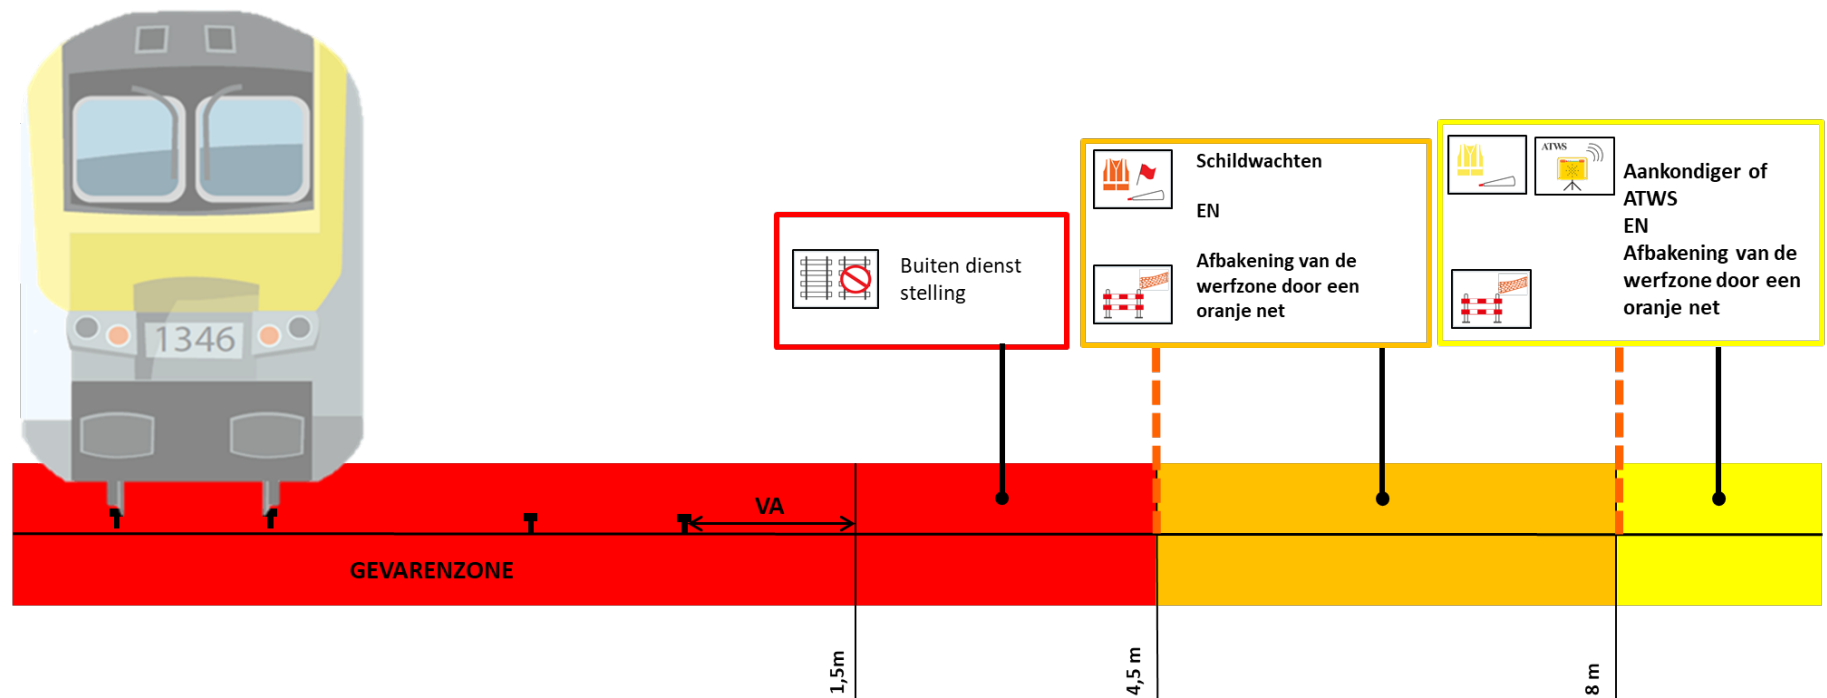 Buiten dienst
stelling
Schildwachten
EN
Afbakening van de
werfzone door een
oranje net
ATWS
Aankondiger of
ATWS
EN
Afbakening van de
werfzone door een
oranje net
1346
VA
GEVARENZONE
1,5m
4,5 m
8 m